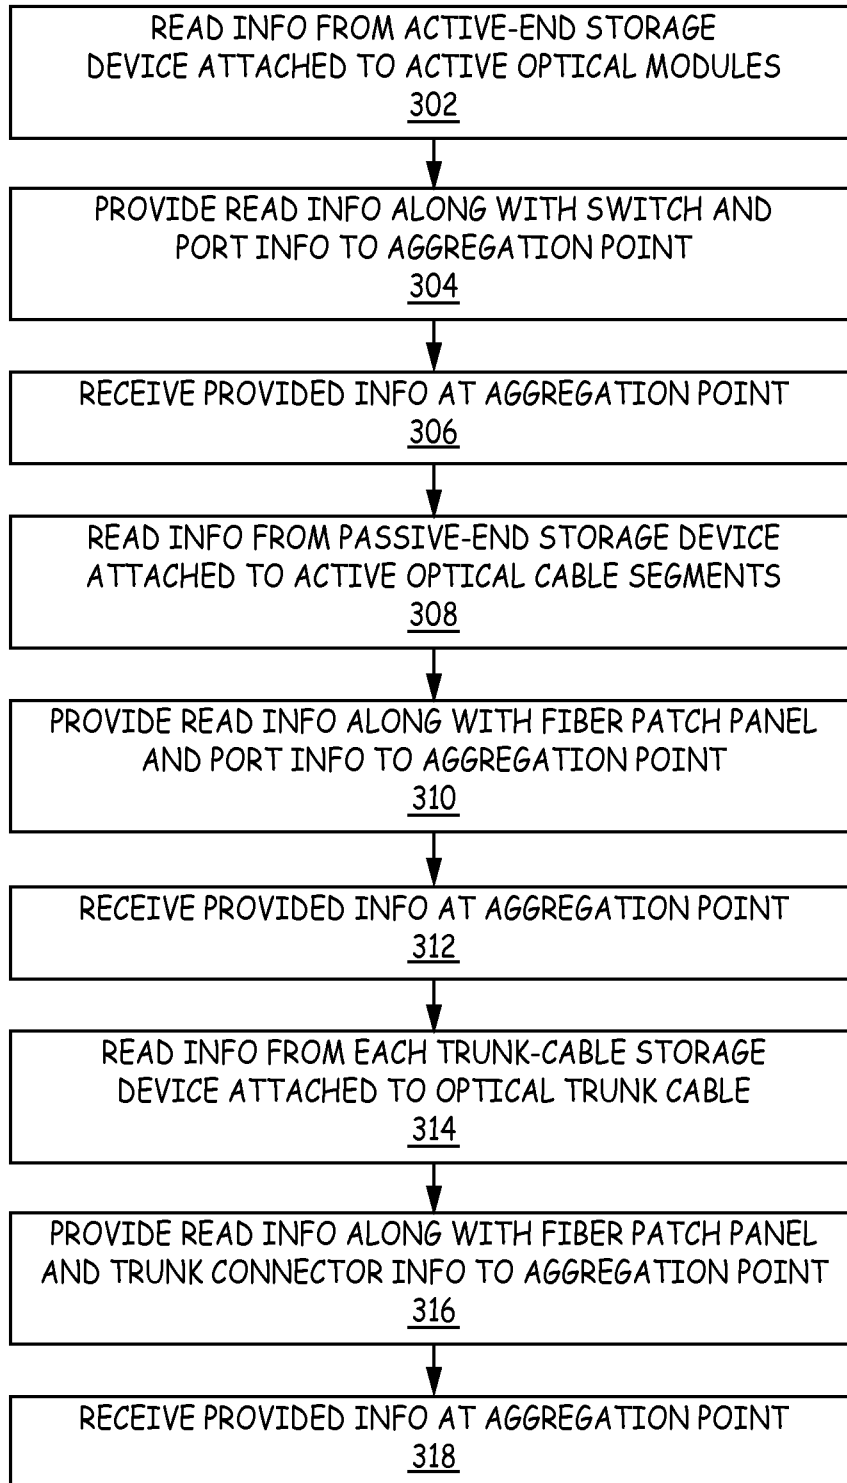 READ INFO FROM ACTIVE-END STORAGE
DEVICE ATTACHED TO ACTIVE OPTICAL MODULES
302
PROVIDE READ INFO ALONG WITH SWITCH AND
PORT INFO TO AGGREGATION POINT
304
RECEIVE PROVIDED INFO AT AGGREGATION POINT
306
READ INFO FROM PASSIVE-END STORAGE DEVICE
ATTACHED TO ACTIVE OPTICAL CABLE SEGMENTS
308
PROVIDE READ INFO ALONG WITH FIBER PATCH PANEL
AND PORT INFO TO AGGREGATION POINT
310
RECEIVE PROVIDED INFO AT AGGREGATION POINT
312
READ INFO FROM EACH TRUNK-CABLE STORAGE
DEVICE ATTACHED TO OPTICAL TRUNK CABLE
314
PROVIDE READ INFO ALONG WITH FIBER PATCH PANEL
AND TRUNK CONNECTOR INFO TO AGGREGATION POINT
316
RECEIVE PROVIDED INFO AT AGGREGATION POINT
318